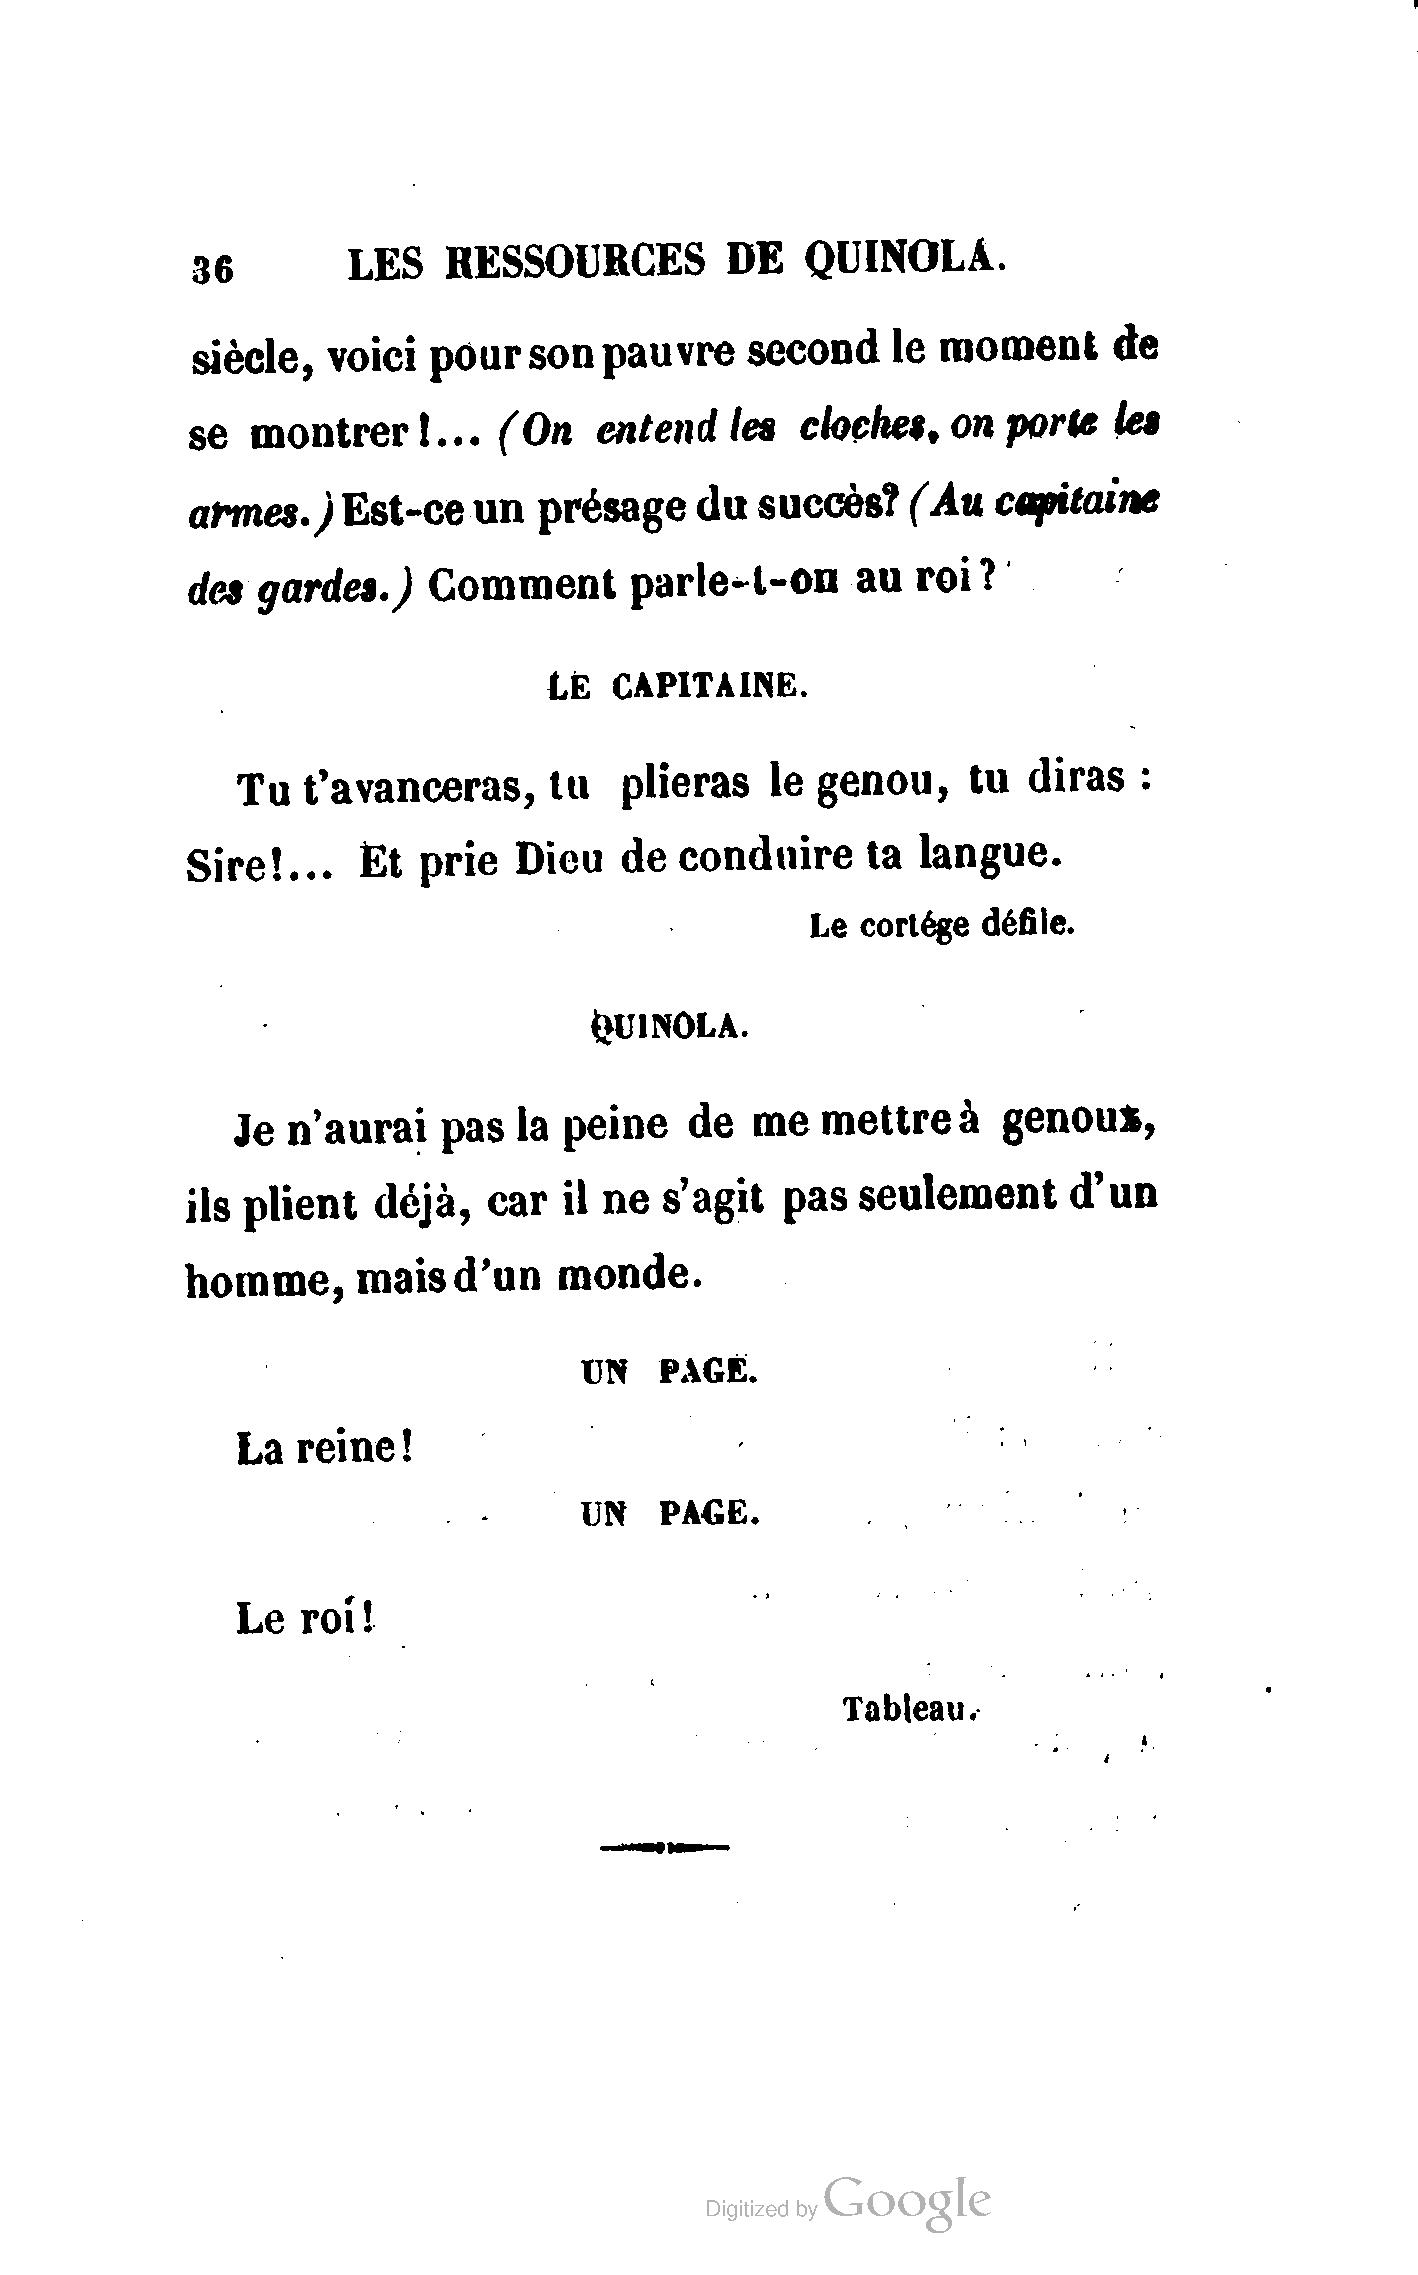 36 LES RESSOURCES DE QUINOLA.
siècle, voici pour son pauvre second le moment de
se montrer!... (On entend les cloches, on porte les
armes.) Est-ce un présage du succès? (Au capitaine
des gardes.) Comment parle-t-on au roi?
LE CAPITAINE.
Tu t'avanceras, tu plieras le genou, tu diras :
Sire!... Et prie Dieu de conduire ta langue.
Le cortége défile.
QUINOLA.
Je n'aurai pas la peine de me mettre à genoux,
ils plient déjà, car il ne s'agit pas seulement d'un
homme, mais d'un monde.
UN PAGE.
La reine!
UN PAGE.
Le roi!
Tableau.
Digitized by Google